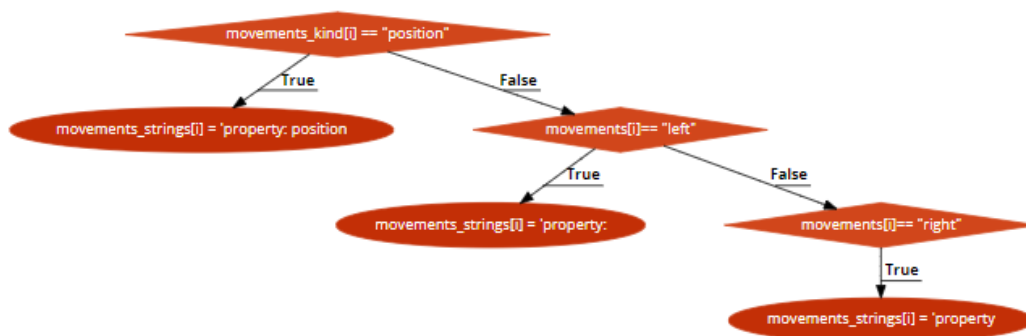 movements_kind[i] == "position"
True
False
movements_strings[i] = 'property: position
movements[i]== "left"
True
False
movements_strings[i] = 'property:
movements[i]== "right"
True
movements_strings[i] = 'property